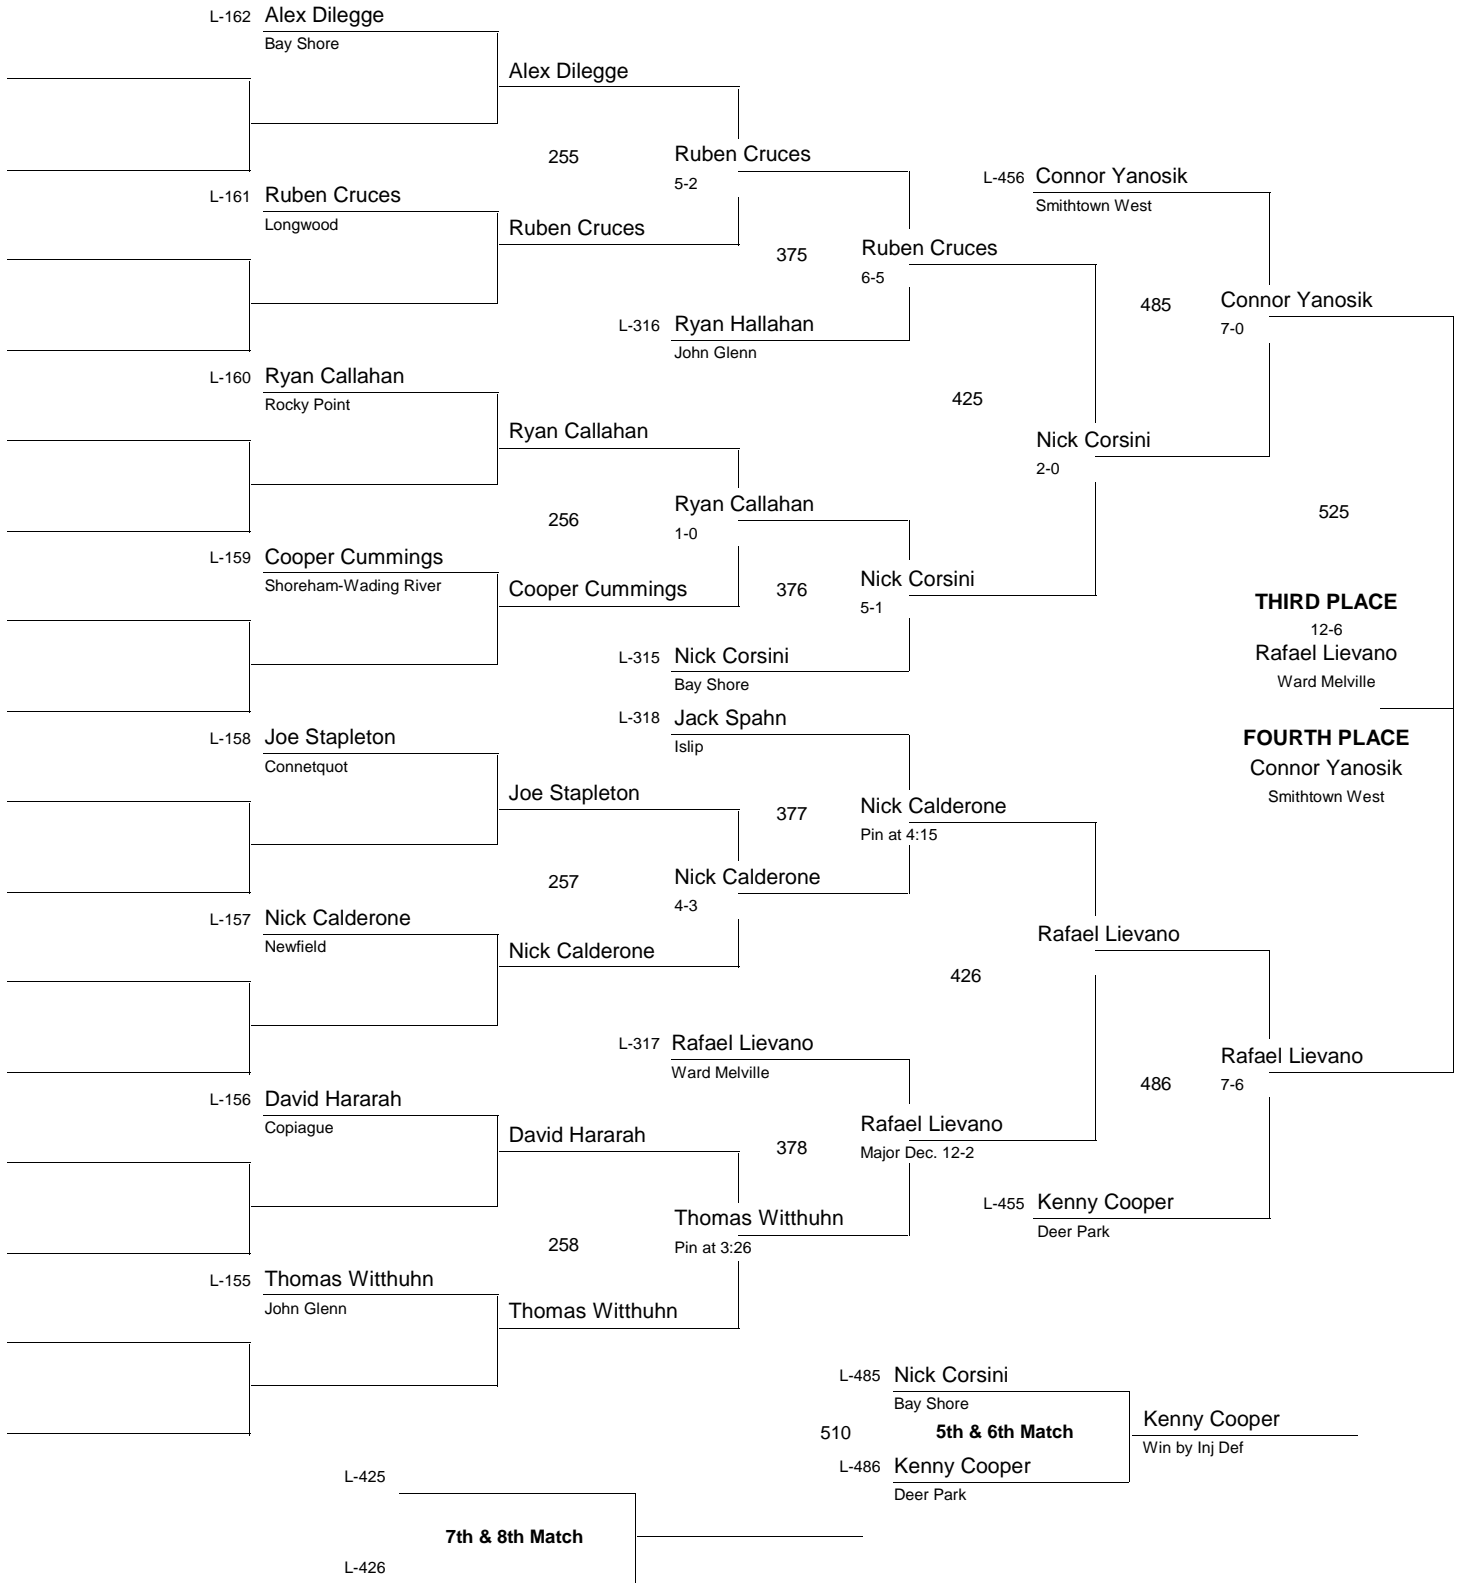 L-162 Alex Dilegge
Bay Shore
Alex Dilegge
255
Ruben Cruces
5-2
L-161 Ruben Cruces
Longwood
Ruben Cruces
375
Ruben Cruces
6-5
L-316 Ryan Hallahan
John Glenn
L-456 Connor Yanosik
Smithtown West
485
Connor Yanosik
7-0
L-160 Ryan Callahan
Rocky Point
Ryan Callahan
425
Nick Corsini
2-0
256
Ryan Callahan
1-0
525
L-159 Cooper Cummings
Shoreham-Wading River
Cooper Cummings
376
Nick Corsini
5-1
L-315 Nick Corsini
Bay Shore
THIRD PLACE
12-6
Rafael Lievano
Ward Melville
L-318 Jack Spahn
Islip
L-158 Joe Stapleton
Connetquot
FOURTH PLACE
Connor Yanosik
Smithtown West
Joe Stapleton
377
Nick Calderone
Pin at 4:15
257
Nick Calderone
4-3
L-157 Nick Calderone
Newfield
Nick Calderone
426
Rafael Lievano
L-317 Rafael Lievano
Ward Melville
486
Rafael Lievano
7-6
L-156 David Hararah
Copiague
David Hararah
378
Rafael Lievano
Major Dec. 12-2
L-455 Kenny Cooper
Deer Park
258
Thomas Witthuhn
Pin at 3:26
L-155 Thomas Witthuhn
John Glenn
Thomas Witthuhn
L-485 Nick Corsini
Bay Shore
510
5th & 6th Match
Kenny Cooper
Win by Inj Def
L-486 Kenny Cooper
Deer Park
L-425
7th & 8th Match
L-426